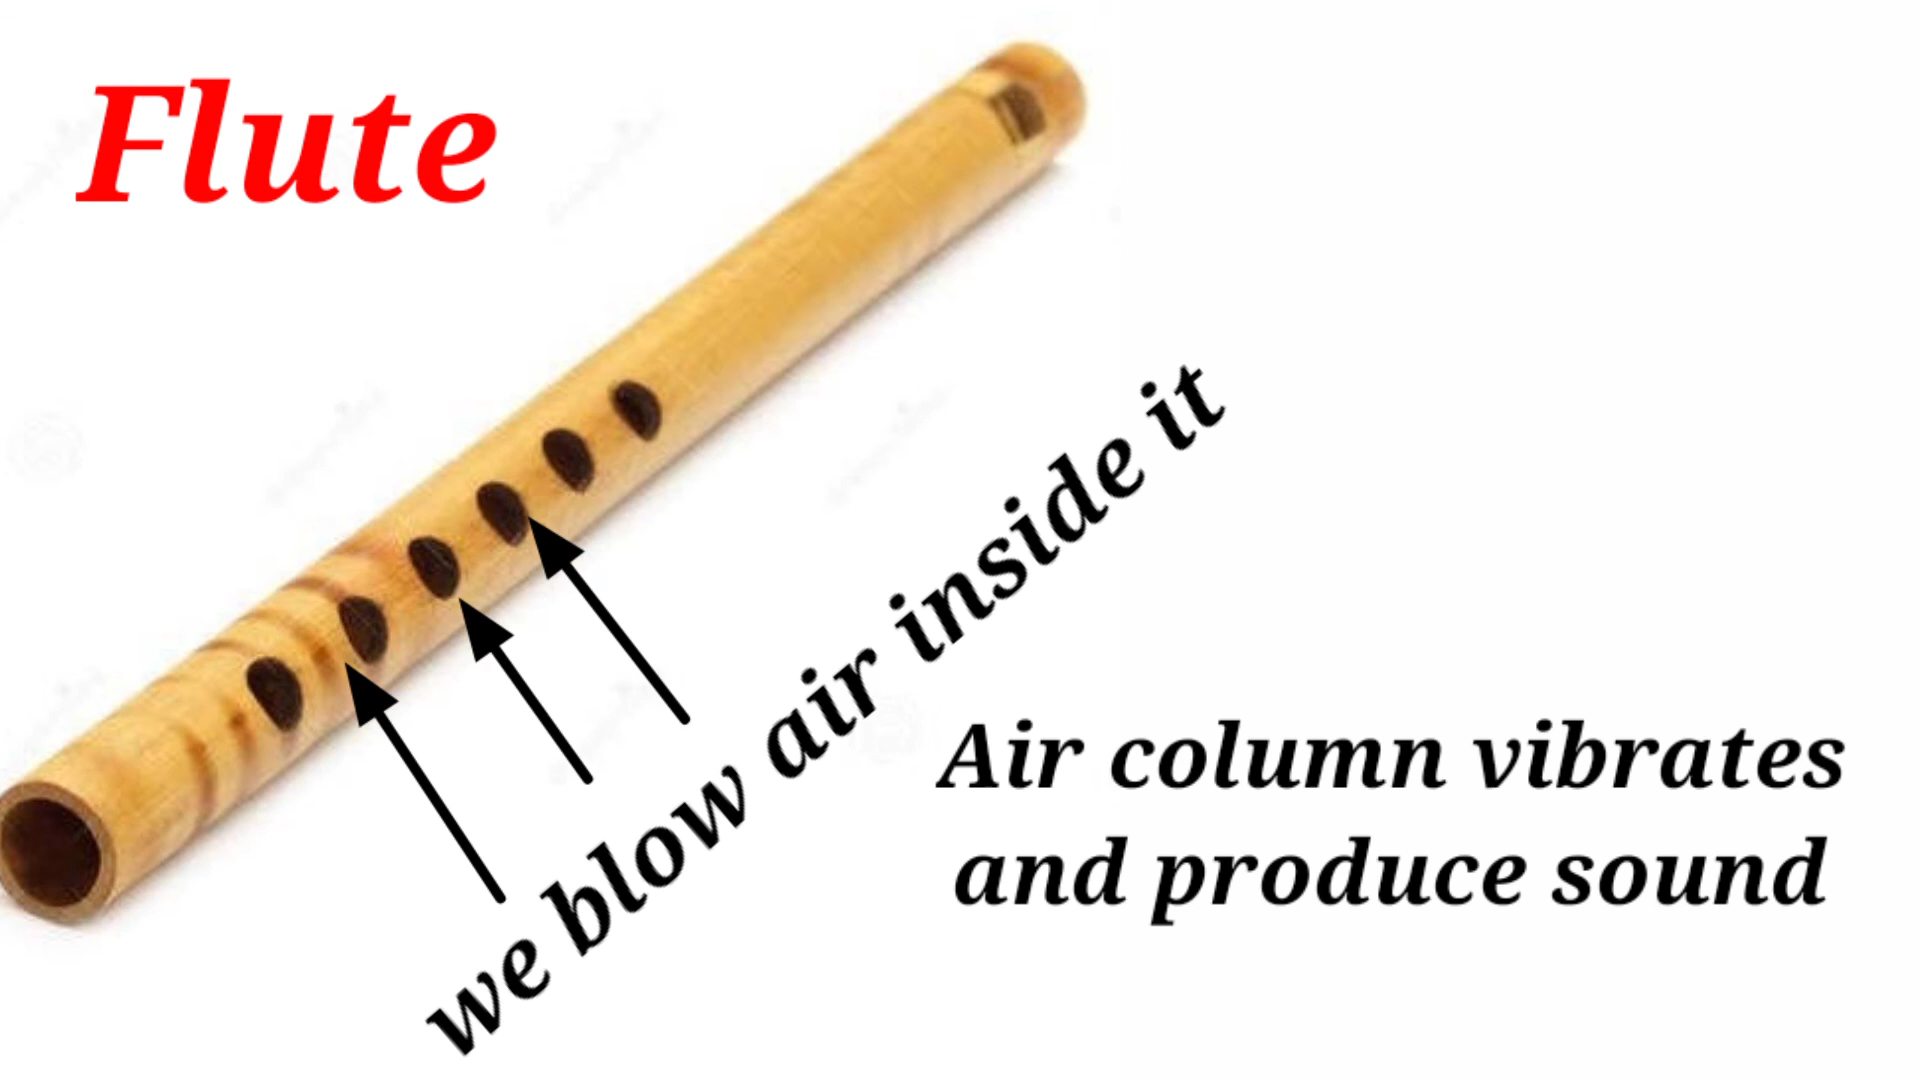 Flute
we blow air inside it
Air column vibrates
and produce sound